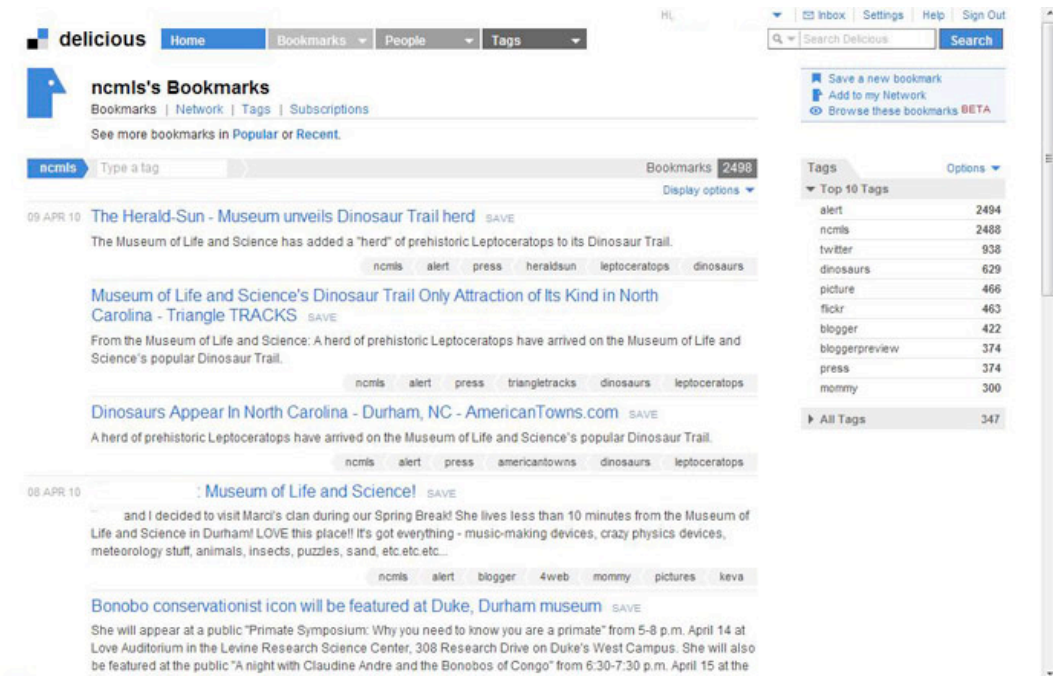 Hi,
Inbox Settings Help Sign Out
delicious Home Bookmarks People Tags
Search Delicious Search
ncmls's Bookmarks
Bookmarks | Network | Tags | Subscriptions
See more bookmarks in Popular or Recent.
Save a new bookmark
Add to my Network
Browse these bookmarks BETA
ncmls Type a tag Bookmarks 2498
Display options
09 APR 10 The Herald-Sun - Museum unveils Dinosaur Trail herd SAVE
The Museum of Life and Science has added a "herd" of prehistoric Leptoceratops to its Dinosaur Trail.
ncmls alert press heraldsun leptoceratops dinosaurs
Museum of Life and Science's Dinosaur Trail Only Attraction of Its Kind in North
Carolina - Triangle TRACKS SAVE
From the Museum of Life and Science: A herd of prehistoric Leptoceratops have arrived on the Museum of Life and
Science's popular Dinosaur Trail.
ncmls alert press triangletracks dinosaurs leptoceratops
Dinosaurs Appear In North Carolina - Durham, NC - AmericanTowns.com SAVE
A herd of prehistoric Leptoceratops have arrived on the Museum of Life and Science's popular Dinosaur Trail.
ncmls alert press americantowns dinosaurs leptoceratops
08 APR 10 : Museum of Life and Science! SAVE
and I decided to visit Marci's clan during our Spring Break! She lives less than 10 minutes from the Museum of
Life and Science in Durham! LOVE this place!! It's got everything - music-making devices, crazy physics devices,
meteorology stuff, animals, insects, puzzles, sand, etc.etc.etc...
ncmls alert blogger 4web mommy pictures keva
Bonobo conservationist icon will be featured at Duke, Durham museum SAVE
She will appear at a public "Primate Symposium: Why you need to know you are a primate" from 5-8 p.m. April 14 at
Love Auditorium in the Levine Research Science Center, 308 Research Drive on Duke's West Campus. She will also
be featured at the public "A night with Claudine Andre and the Bonobos of Congo" from 6:30-7:30 p.m. April 15 at the
Tags Options
Top 10 Tags
alert 2494
ncmls 2488
twitter 938
dinosaurs 629
picture 466
flickr 463
blogger 422
bloggerpreview 374
press 374
mommy 300
All Tags 347